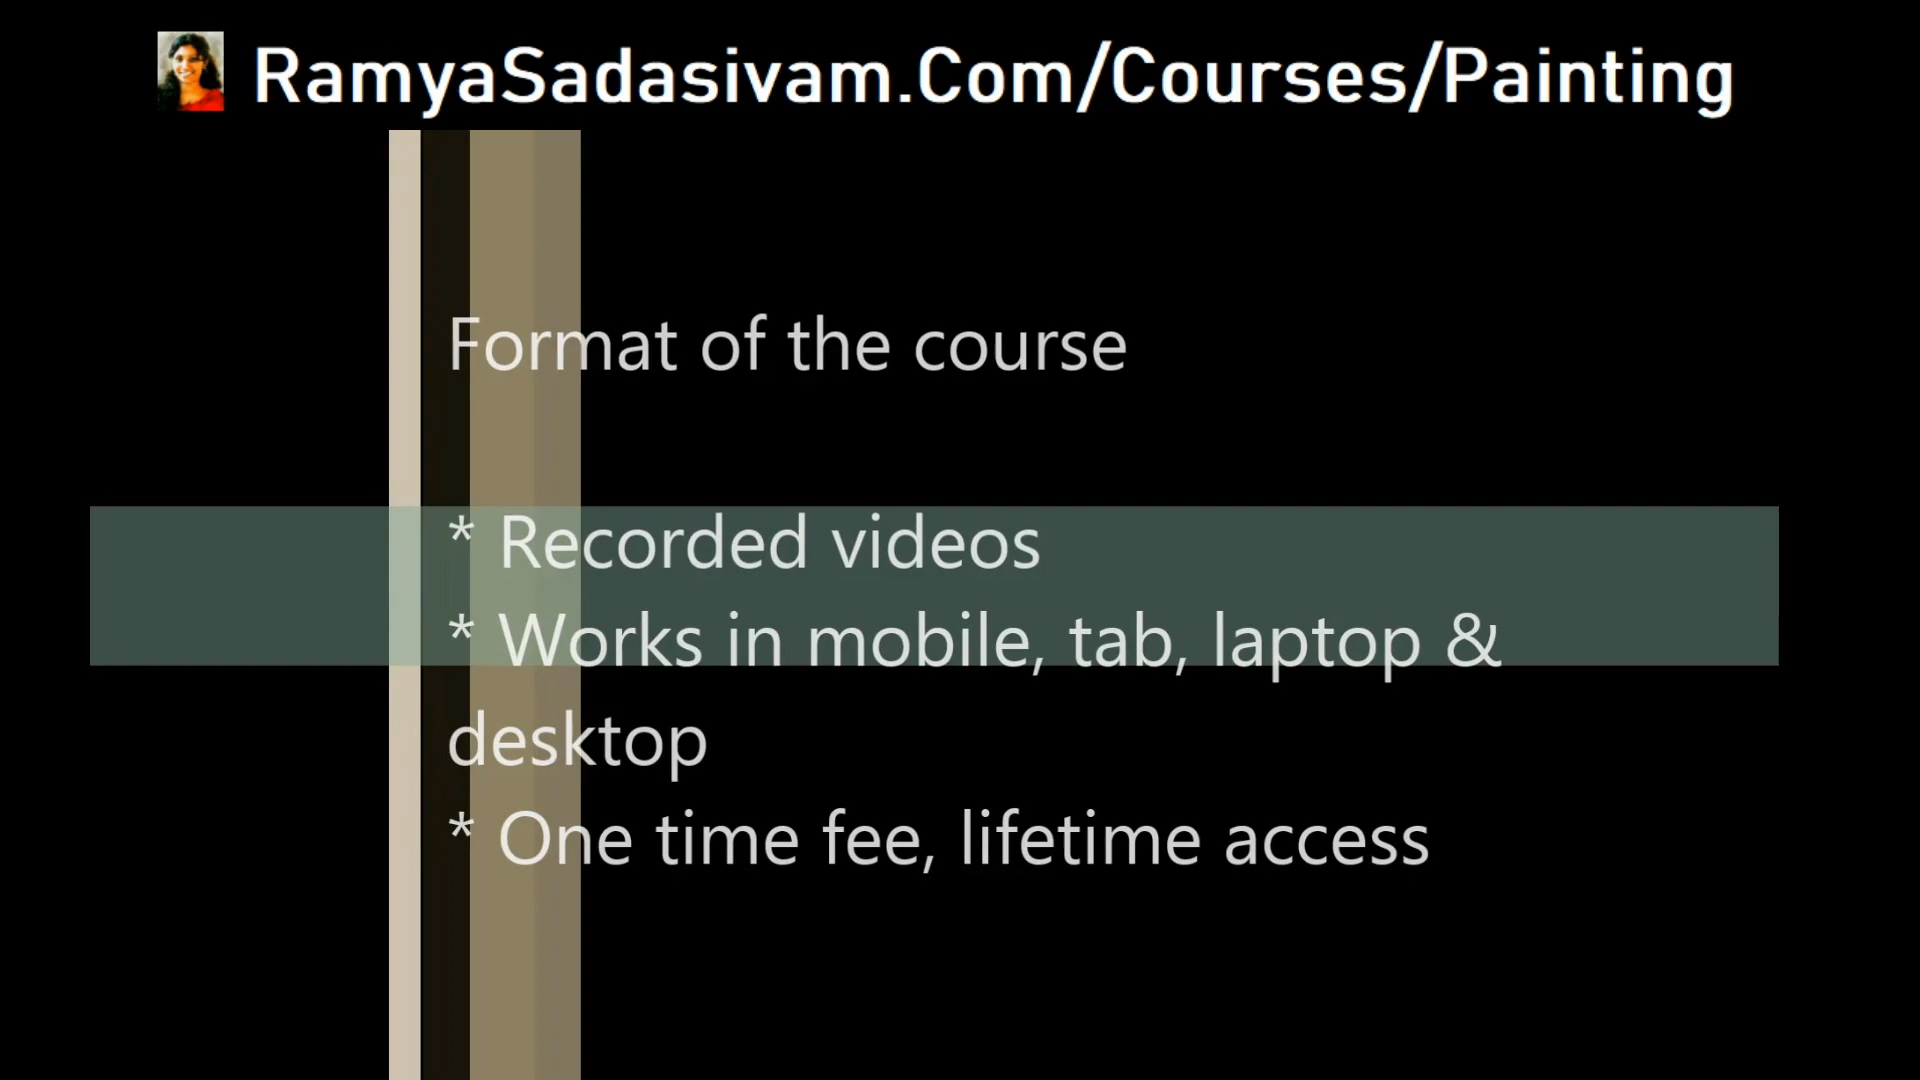 RamyaSadasivam.Com/Courses/Painting
Format of the course
* Recorded videos
* Works in mobile, tab, laptop &
desktop
* One time fee, lifetime access